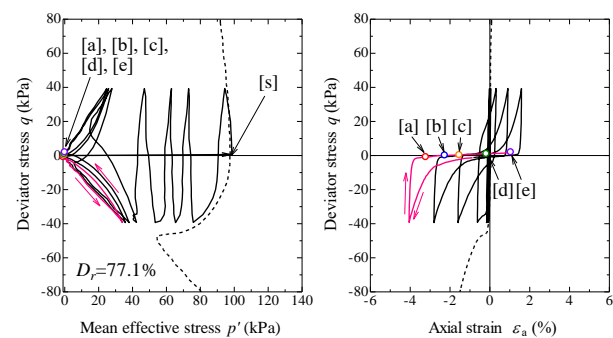 80
60
40
20
0
-20
-40
-60
-80
Deviator stress q (kPa)
[a], [b], [c],
[d], [e]
[s]
D_r=77.1%
0 20 40 60 80 100 120 140
Mean effective stress p' (kPa)
80
60
40
20
0
-20
-40
-60
-80
Deviator stress q (kPa)
[a] [b] [c]
[d] [e]
-6 -4 -2 0 2 4 6
Axial strain ε_a (%)